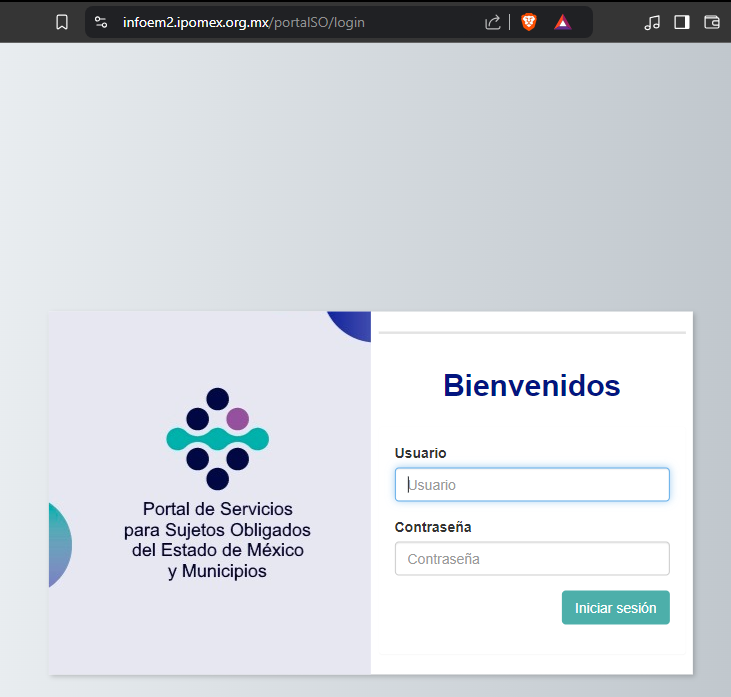 infoem2.ipomex.org.mx/portalSO/login
Bienvenidos
Usuario
Usuario
Contraseña
Contraseña
Iniciar sesión
Portal de Servicios
para Sujetos Obligados
del Estado de México
y Municipios